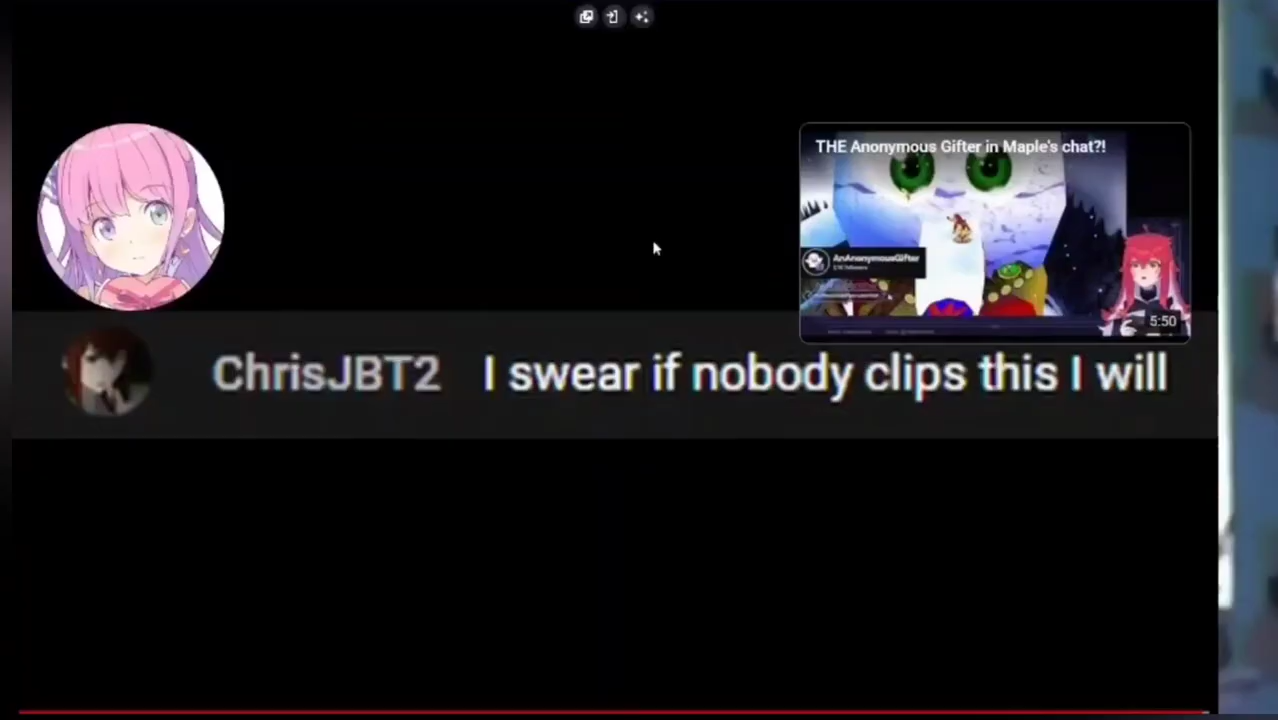 THE Anonymous Gifter in Maple's chat?!
AnAnonymousGifter
5:50
ChrisJBT2 I swear if nobody clips this I will